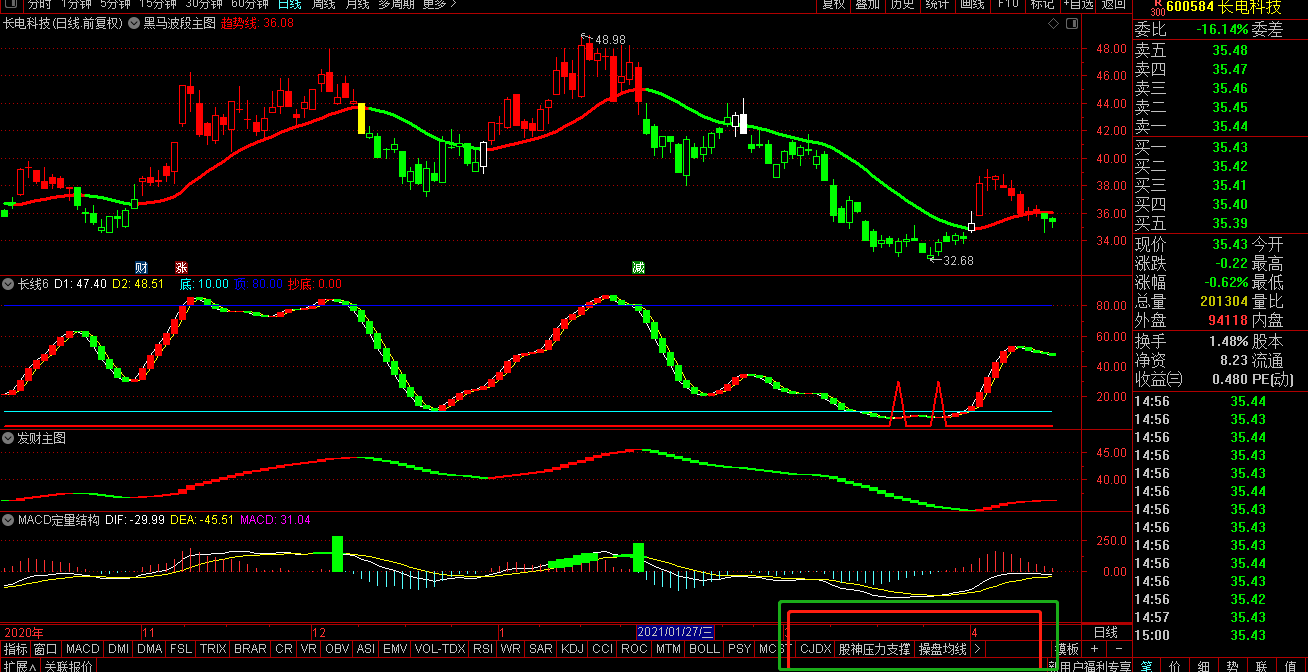 分时 1分钟 5分钟 15分钟 30分钟 60分钟 日线 周线 月线 多周期 更多>
复权 叠加 历史 统计 画线 F10 标记 +自选 返回
R 300 600584 长电科技
长电科技(日线.前复权) 黑马波段主图 趋势线: 36.08
48.98
48.00
46.00
44.00
42.00
40.00
38.00
36.00
34.00
32.68
财 涨 减
长线6 D1: 47.40 D2: 48.51 底: 10.00 顶: 80.00 抄底: 0.00
80.00
60.00
40.00
20.00
发财主图
45.00
40.00
MACD定量结构 DIF: -29.99 DEA: -45.51 MACD: 31.04
250.0
0.00
2020年 11 12 1 2021/01/27/三 4 日线
指标 窗口 MACD DMI DMA FSL TRIX BRAR CR VR OBV ASI EMV VOL-TDX RSI WR SAR KDJ CCI ROC MTM BOLL PSY MCST CJDX 股神压力支撑 操盘均线 > 模板 + −
扩展∧ 关联报价
新用户福利专享
委比 -16.14% 委差
卖五 35.48
卖四 35.47
卖三 35.46
卖二 35.45
卖一 35.44
买一 35.43
买二 35.42
买三 35.41
买四 35.40
买五 35.39
现价 35.43 今开
涨跌 -0.22 最高
涨幅 -0.62% 最低
总量 201304 量比
外盘 94118 内盘
换手 1.48% 股本
净资 8.23 流通
收益㈢ 0.480 PE(动)
14:56 35.44
14:56 35.43
14:56 35.44
14:56 35.43
14:56 35.43
14:56 35.44
14:56 35.43
14:56 35.43
14:56 35.43
14:56 35.44
14:56 35.43
14:56 35.42
14:57 35.43
15:00 35.43
笔 价 细 势 联 值